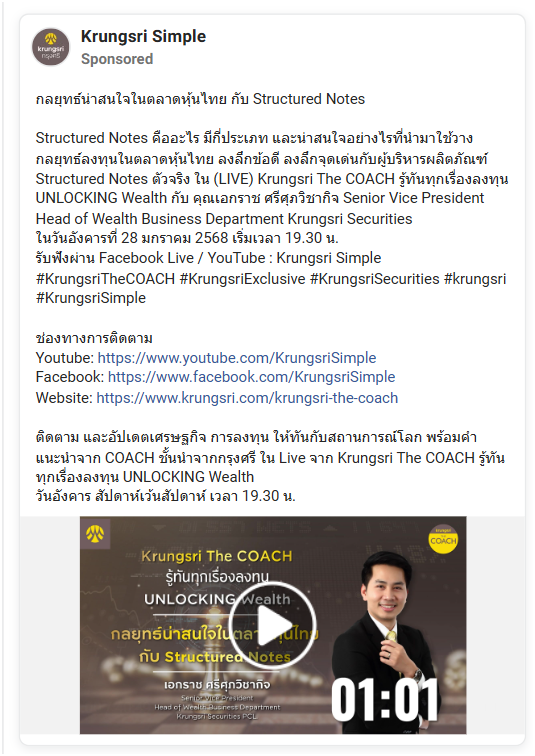 krungsri
กรุงศรี
Krungsri Simple
Sponsored
กลยุทธ์น่าสนใจในตลาดหุ้นไทย กับ Structured Notes
Structured Notes คืออะไร มีกี่ประเภท และน่าสนใจอย่างไรที่นำมาใช้วาง
กลยุทธ์ลงทุนในตลาดหุ้นไทย ลงลึกข้อดี ลงลึกจุดเด่นกับผู้บริหารผลิตภัณฑ์
Structured Notes ตัวจริง ใน (LIVE) Krungsri The COACH รู้ทันทุกเรื่องลงทุน
UNLOCKING Wealth กับ คุณเอกราช ศรีศุภวิชากิจ Senior Vice President
Head of Wealth Business Department Krungsri Securities
ในวันอังคารที่ 28 มกราคม 2568 เริ่มเวลา 19.30 น.
รับฟังผ่าน Facebook Live / YouTube : Krungsri Simple
#KrungsriTheCOACH #KrungsriExclusive #KrungsriSecurities #krungsri
#KrungsriSimple
ช่องทางการติดตาม
Youtube: https://www.youtube.com/KrungsriSimple
Facebook: https://www.facebook.com/KrungsriSimple
Website: https://www.krungsri.com/krungsri-the-coach
ติดตาม และอัปเดตเศรษฐกิจ การลงทุน ให้ทันกับสถานการณ์โลก พร้อมคำ
แนะนำจาก COACH ชั้นนำจากกรุงศรี ใน Live จาก Krungsri The COACH รู้ทัน
ทุกเรื่องลงทุน UNLOCKING Wealth
วันอังคาร สัปดาห์เว้นสัปดาห์ เวลา 19.30 น.
COACH
Krungsri The COACH
รู้ทันทุกเรื่องลงทุน
UNLOCKING Wealth
กลยุทธ์น่าสนใจในตลาดหุ้นไทย
กับ Structured Notes
เอกราช ศรีศุภวิชากิจ
Senior Vice President
Head of Wealth Business Department
Krungsri Securities PCL.
01:01